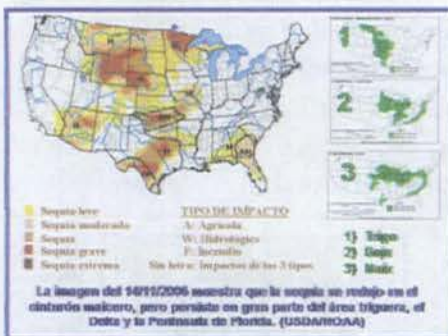 1
2
3
Sequía leve
Sequía moderada
Sequía
Sequía grave
Sequía extrema
TIPO DE IMPACTO
A: Agrícola
W: Hidrológico
F: Incendio
Sin letra: Impactos de los 3 tipos
1) Trigo
2) Soja
3) Maíz
La imagen del 14/11/2006 muestra que la sequía se redujo en el
cinturón maicero, pero persiste en gran parte del área triguera, el
Delta y la Península de Florida. (USDA/NOAA)